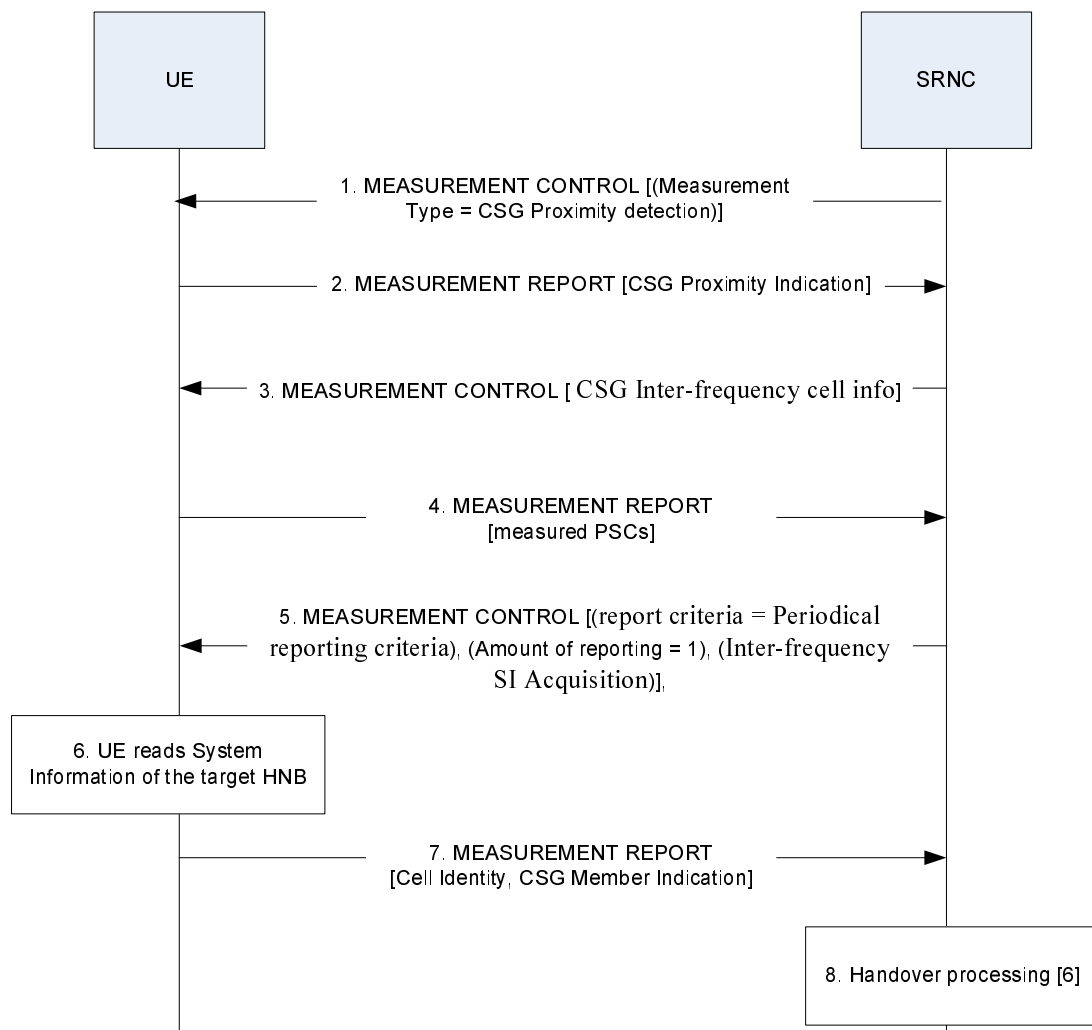 UE
SRNC
1. MEASUREMENT CONTROL [(Measurement
Type = CSG Proximity detection)]
2. MEASUREMENT REPORT [CSG Proximity Indication]
3. MEASUREMENT CONTROL [ CSG Inter-frequency cell info]
4. MEASUREMENT REPORT
[measured PSCs]
5. MEASUREMENT CONTROL [(report criteria = Periodical
reporting criteria), (Amount of reporting = 1), (Inter-frequency
SI Acquisition)],
6. UE reads System
Information of the target HNB
7. MEASUREMENT REPORT
[Cell Identity, CSG Member Indication]
8. Handover processing [6]